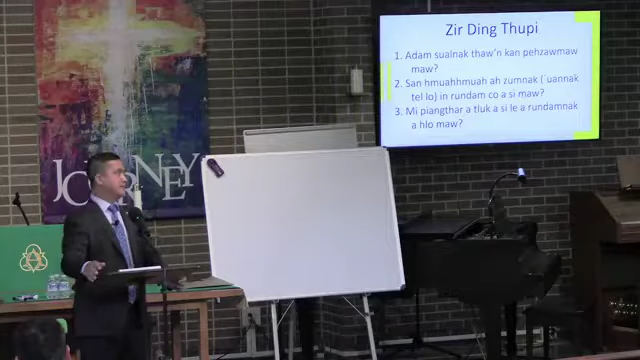 Zir Ding Thupi
1. Adam sualnak thaw'n kan pehzawmaw
maw?
2. San hmuahhmuah ah zumnak (ṭuannak
tel lo) in rundam co a si maw?
3. Mi piangthar a tluk a si le a rundamnak
a hlo maw?
JOURNEY